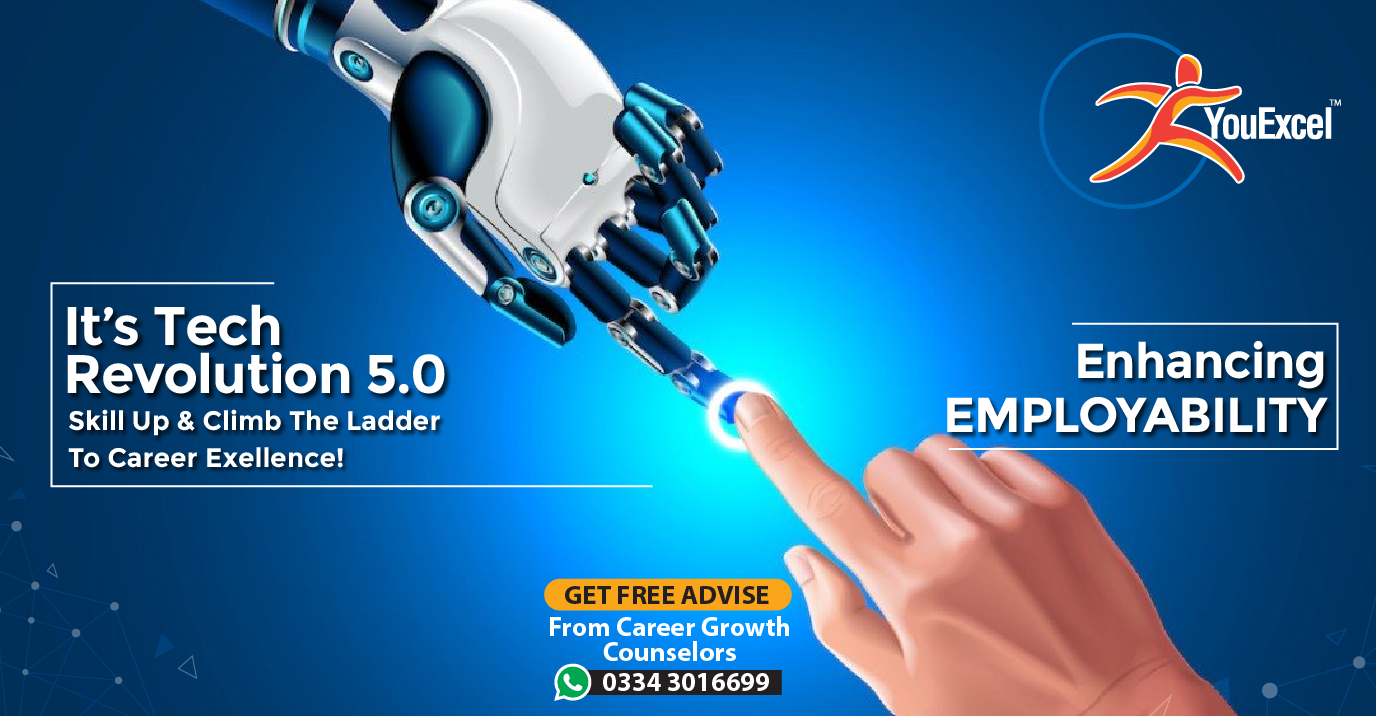 YouExcel™
It's Tech
Revolution 5.0
Skill Up & Climb The Ladder
To Career Exellence!
Enhancing
EMPLOYABILITY
GET FREE ADVISE
From Career Growth
Counselors
0334 3016699